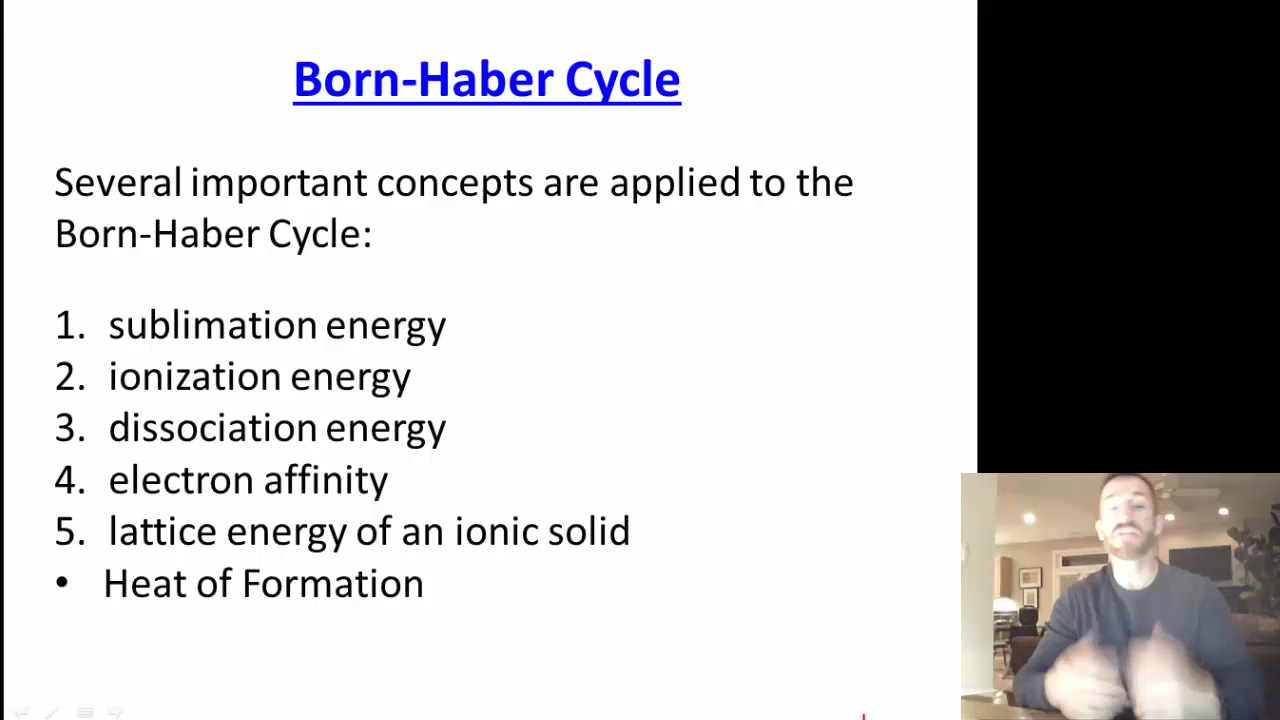 Born-Haber Cycle
Several important concepts are applied to the
Born-Haber Cycle:
1. sublimation energy
2. ionization energy
3. dissociation energy
4. electron affinity
5. lattice energy of an ionic solid
• Heat of Formation